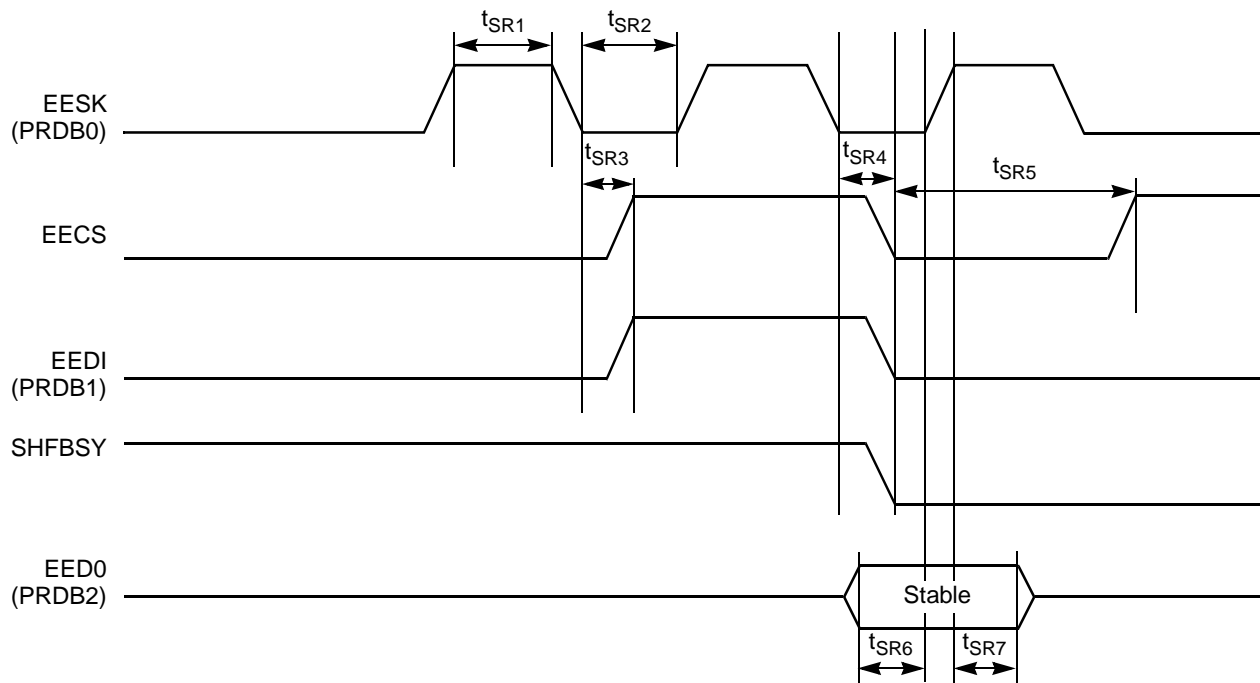 tSR1
tSR2
EESK
(PRDB0)
tSR3
tSR4
tSR5
EECS
EEDI
(PRDB1)
SHFBSY
EED0
(PRDB2)
Stable
tSR6
tSR7